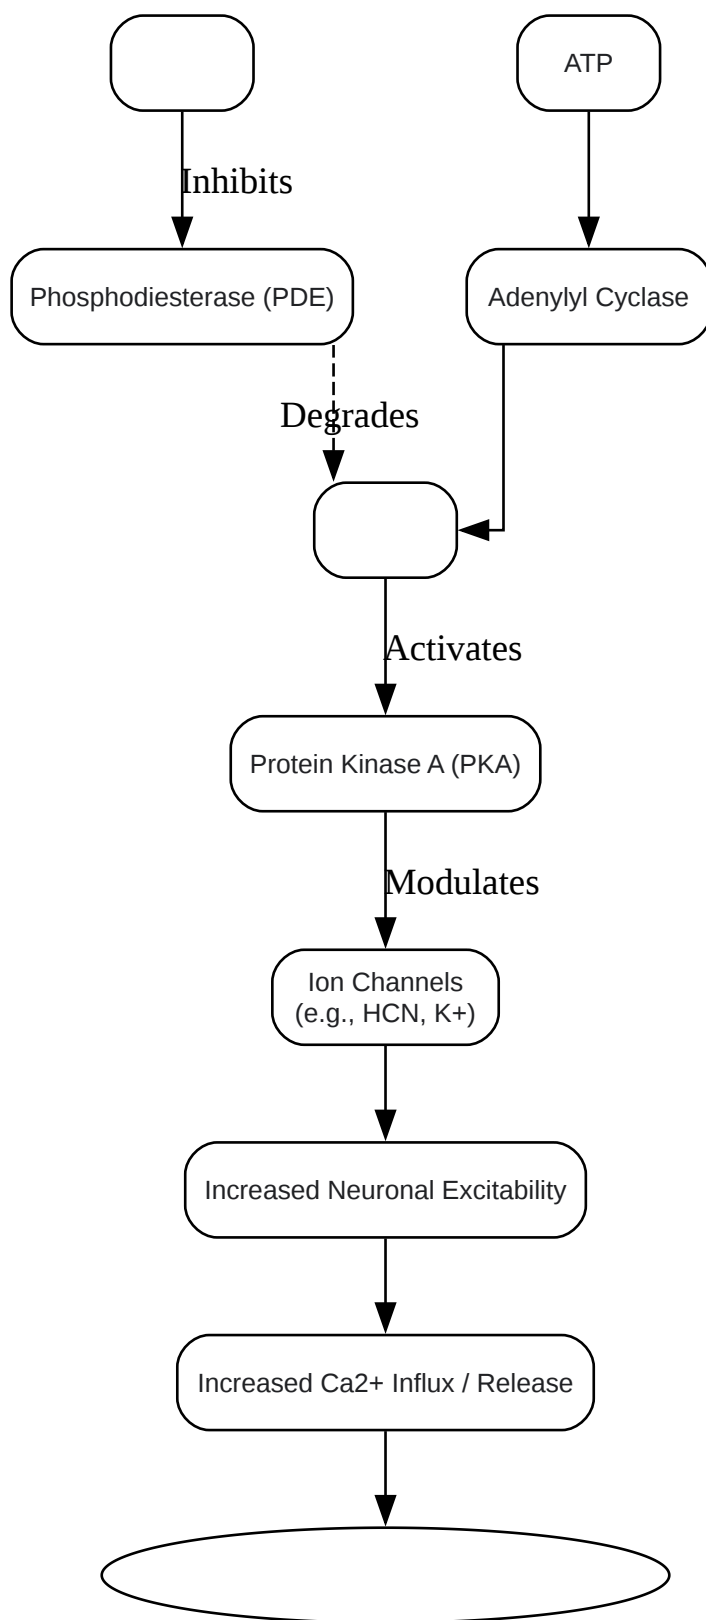 ATP
Inhibits
Phosphodiesterase (PDE)
Adenylyl Cyclase
Degrades
Activates
Protein Kinase A (PKA)
Modulates
Ion Channels
(e.g., HCN, K+)
Increased Neuronal Excitability
Increased Ca2+ Influx / Release